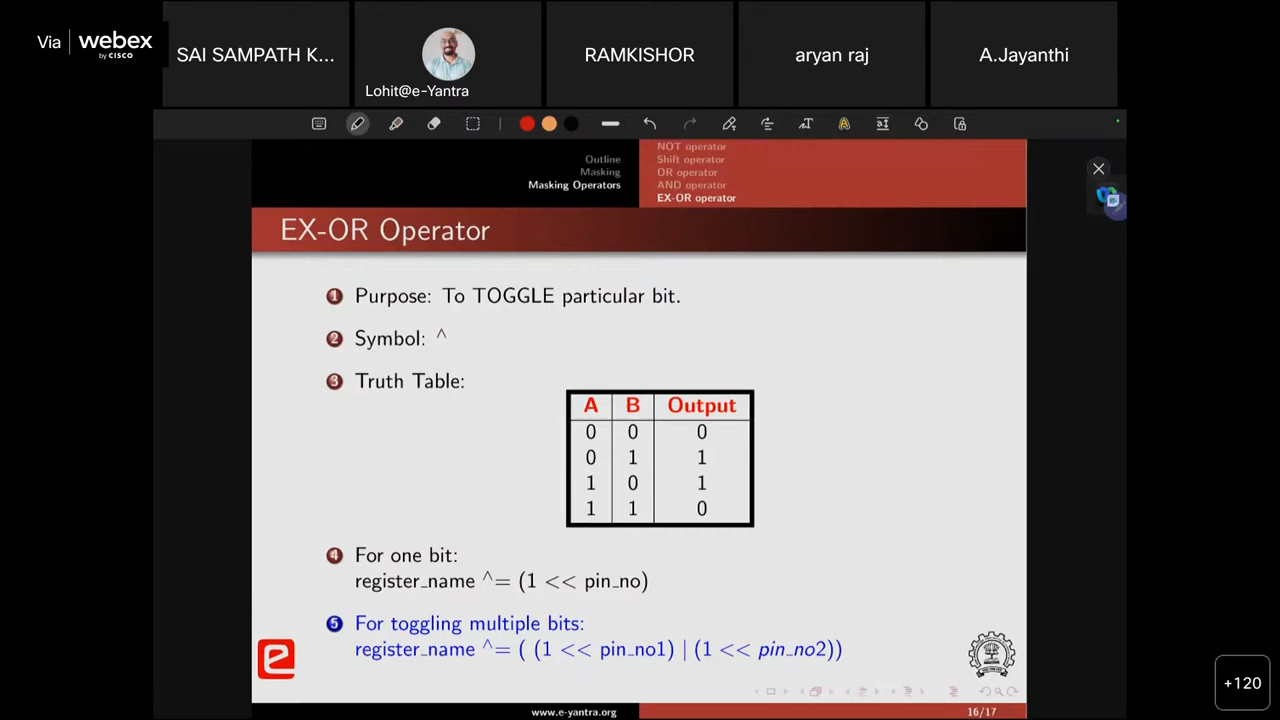 Via webex
by CISCO
SAI SAMPATH K...
Lohit@e-Yantra
RAMKISHOR
aryan raj
A.Jayanthi
Outline
Masking
Masking Operators
NOT operator
Shift operator
OR operator
AND operator
EX-OR operator
EX-OR Operator
1 Purpose: To TOGGLE particular bit.
2 Symbol: ^
3 Truth Table:
A B Output
0 0 0
0 1 1
1 0 1
1 1 0
4 For one bit:
register_name ^= (1 << pin_no)
5 For toggling multiple bits:
register_name ^= ( (1 << pin_no1) | (1 << pin_no2))
e
www.e-yantra.org
16/17
+120